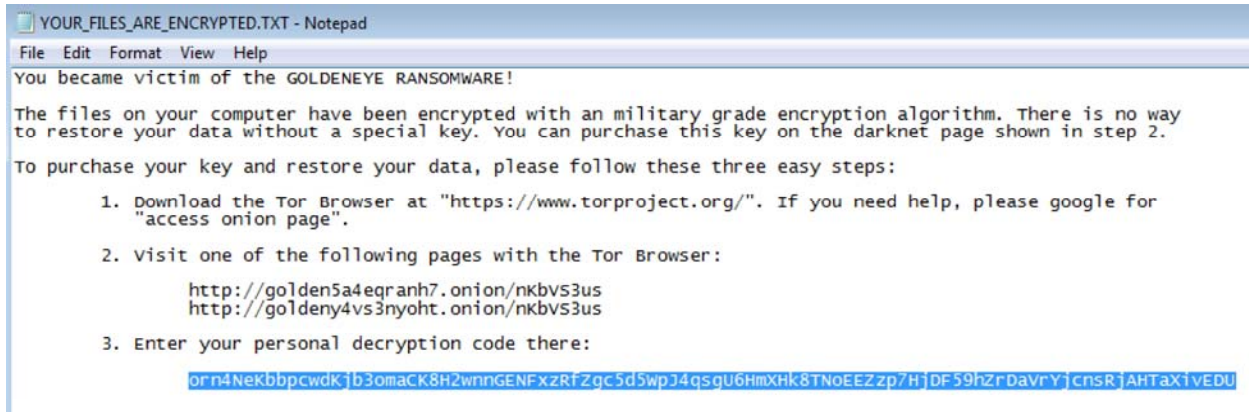 YOUR_FILES_ARE_ENCRYPTED.TXT - Notepad
File Edit Format View Help
You became victim of the GOLDENEYE RANSOMWARE!
The files on your computer have been encrypted with an military grade encryption algorithm. There is no way
to restore your data without a special key. You can purchase this key on the darknet page shown in step 2.
To purchase your key and restore your data, please follow these three easy steps:
1. Download the Tor Browser at "https://www.torproject.org/". If you need help, please google for
"access onion page".
2. Visit one of the following pages with the Tor Browser:
http://golden5a4eqranh7.onion/nKbVS3us
http://goldeny4vs3nyoht.onion/nKbVS3us
3. Enter your personal decryption code there:
orn4NeKbbpcwdKjb3omaCK8H2wnnGENFxzRfZgc5d5WpJ4qsgU6HmXHk8TNoEEZzp7HjDF59hZrDaVrYjcnsRjAHTaXivEDU